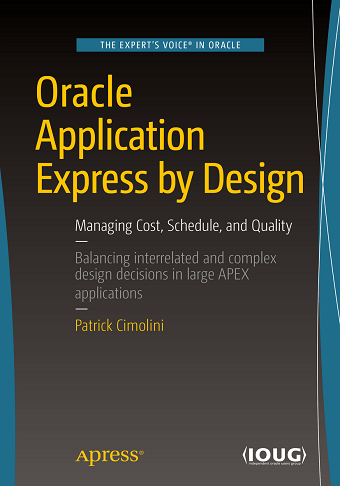 THE EXPERT'S VOICE® IN ORACLE
Oracle
Application
Express by Design
Managing Cost, Schedule, and Quality
—
Balancing interrelated and complex
design decisions in large APEX
applications
—
Patrick Cimolini
Apress®
(IOUG)
independent oracle users group